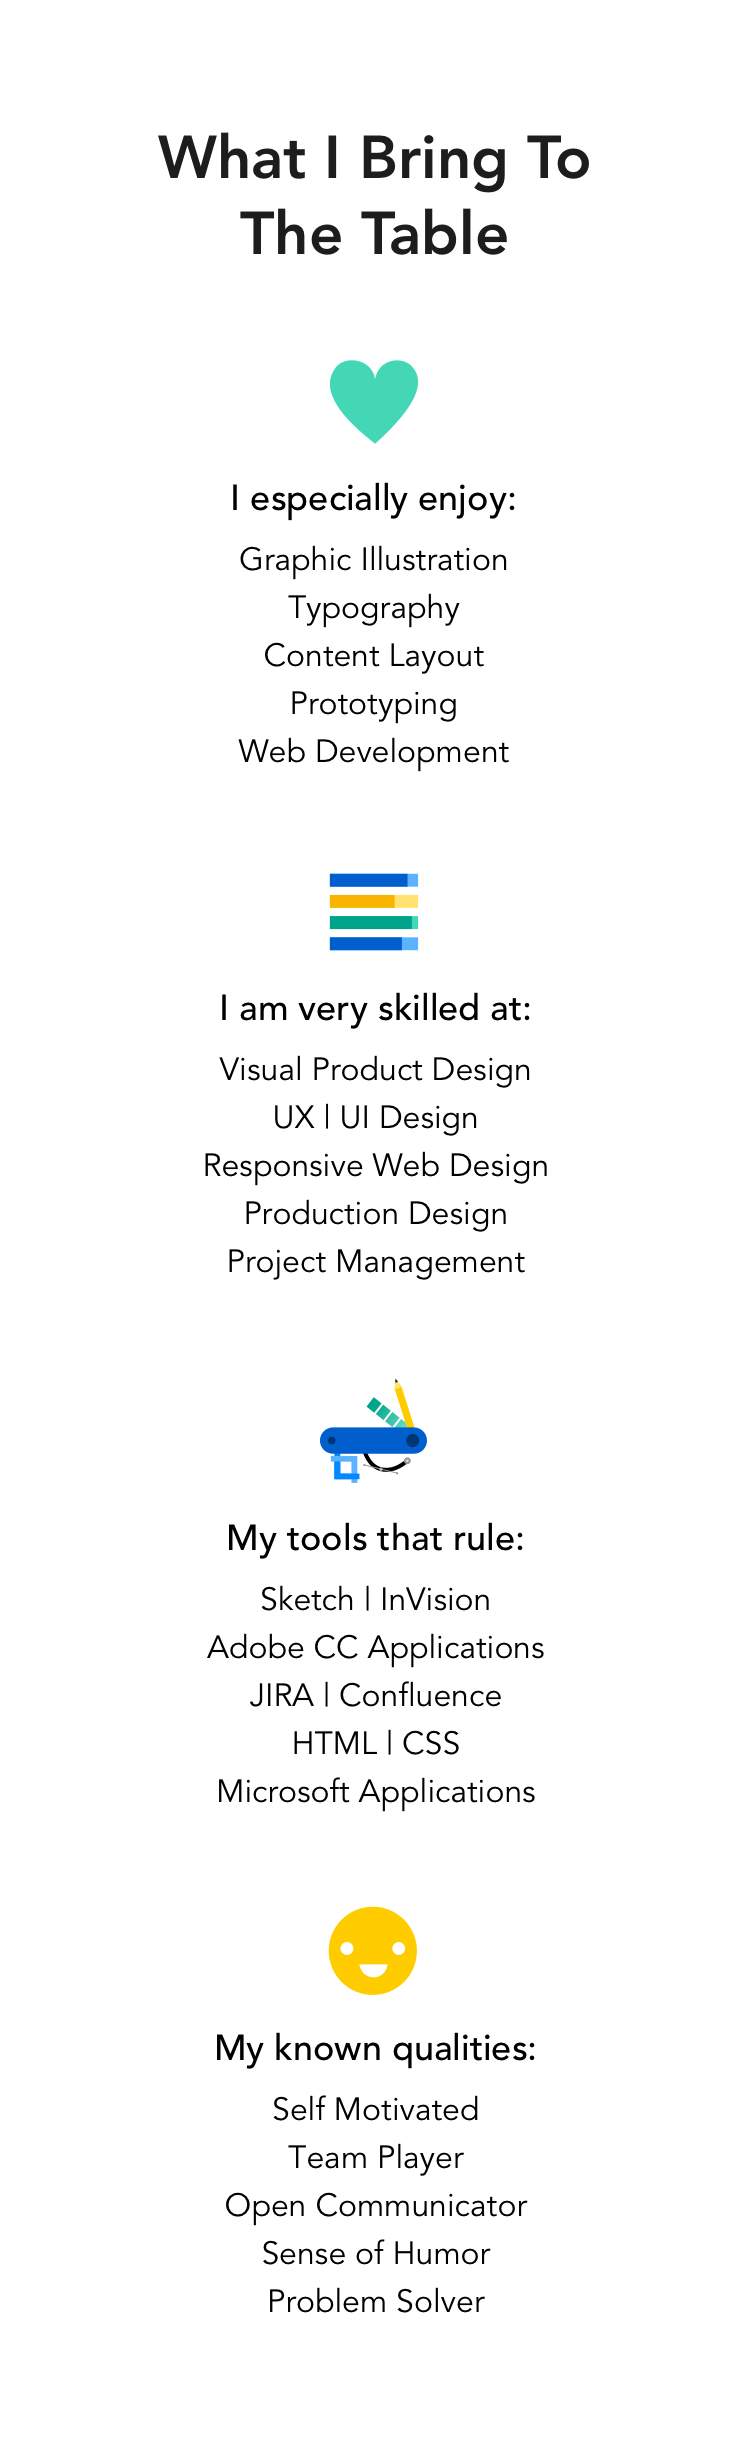 What I Bring To
The Table
I especially enjoy:
Graphic Illustration
Typography
Content Layout
Prototyping
Web Development
I am very skilled at:
Visual Product Design
UX | UI Design
Responsive Web Design
Production Design
Project Management
My tools that rule:
Sketch | InVision
Adobe CC Applications
JIRA | Confluence
HTML | CSS
Microsoft Applications
My known qualities:
Self Motivated
Team Player
Open Communicator
Sense of Humor
Problem Solver